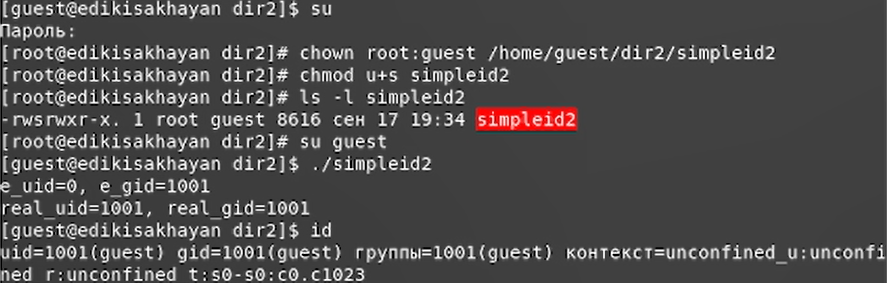 [guest@edikisakhayan dir2]$ su
Пароль:
[root@edikisakhayan dir2]# chown root:guest /home/guest/dir2/simpleid2
[root@edikisakhayan dir2]# chmod u+s simpleid2
[root@edikisakhayan dir2]# ls -l simpleid2
-rwsrwxr-x. 1 root guest 8616 сен 17 19:34 simpleid2
[root@edikisakhayan dir2]# su guest
[guest@edikisakhayan dir2]$ ./simpleid2
e_uid=0, e_gid=1001
real_uid=1001, real_gid=1001
[guest@edikisakhayan dir2]$ id
uid=1001(guest) gid=1001(guest) группы=1001(guest) контекст=unconfined_u:unconfi
ned_r:unconfined_t:s0-s0:c0.c1023